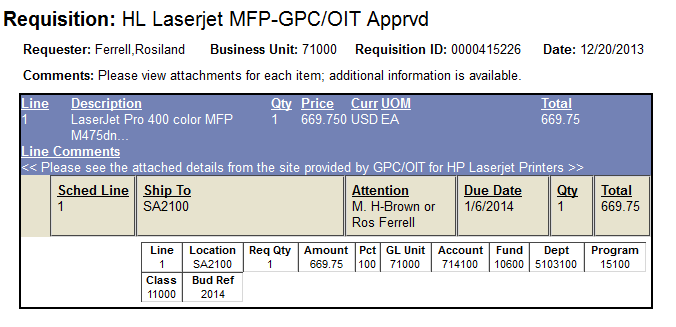 Requisition: HL Laserjet MFP-GPC/OIT Apprvd
Requester: Ferrell,Rosiland Business Unit: 71000 Requisition ID: 0000415226 Date: 12/20/2013
Comments: Please view attachments for each item; additional information is available.
Line Description Qty Price Curr UOM Total
1 LaserJet Pro 400 color MFP 1 669.750 USD EA 669.75
M475dn...
Line Comments
<< Please see the attached details from the site provided by GPC/OIT for HP Laserjet Printers >>
Sched Line Ship To Attention Due Date Qty Total
1 SA2100 M. H-Brown or 1/6/2014 1 669.75
Ros Ferrell
Line Location Req Qty Amount Pct GL Unit Account Fund Dept Program
1 SA2100 1 669.75 100 71000 714100 10600 5103100 15100
Class Bud Ref
11000 2014